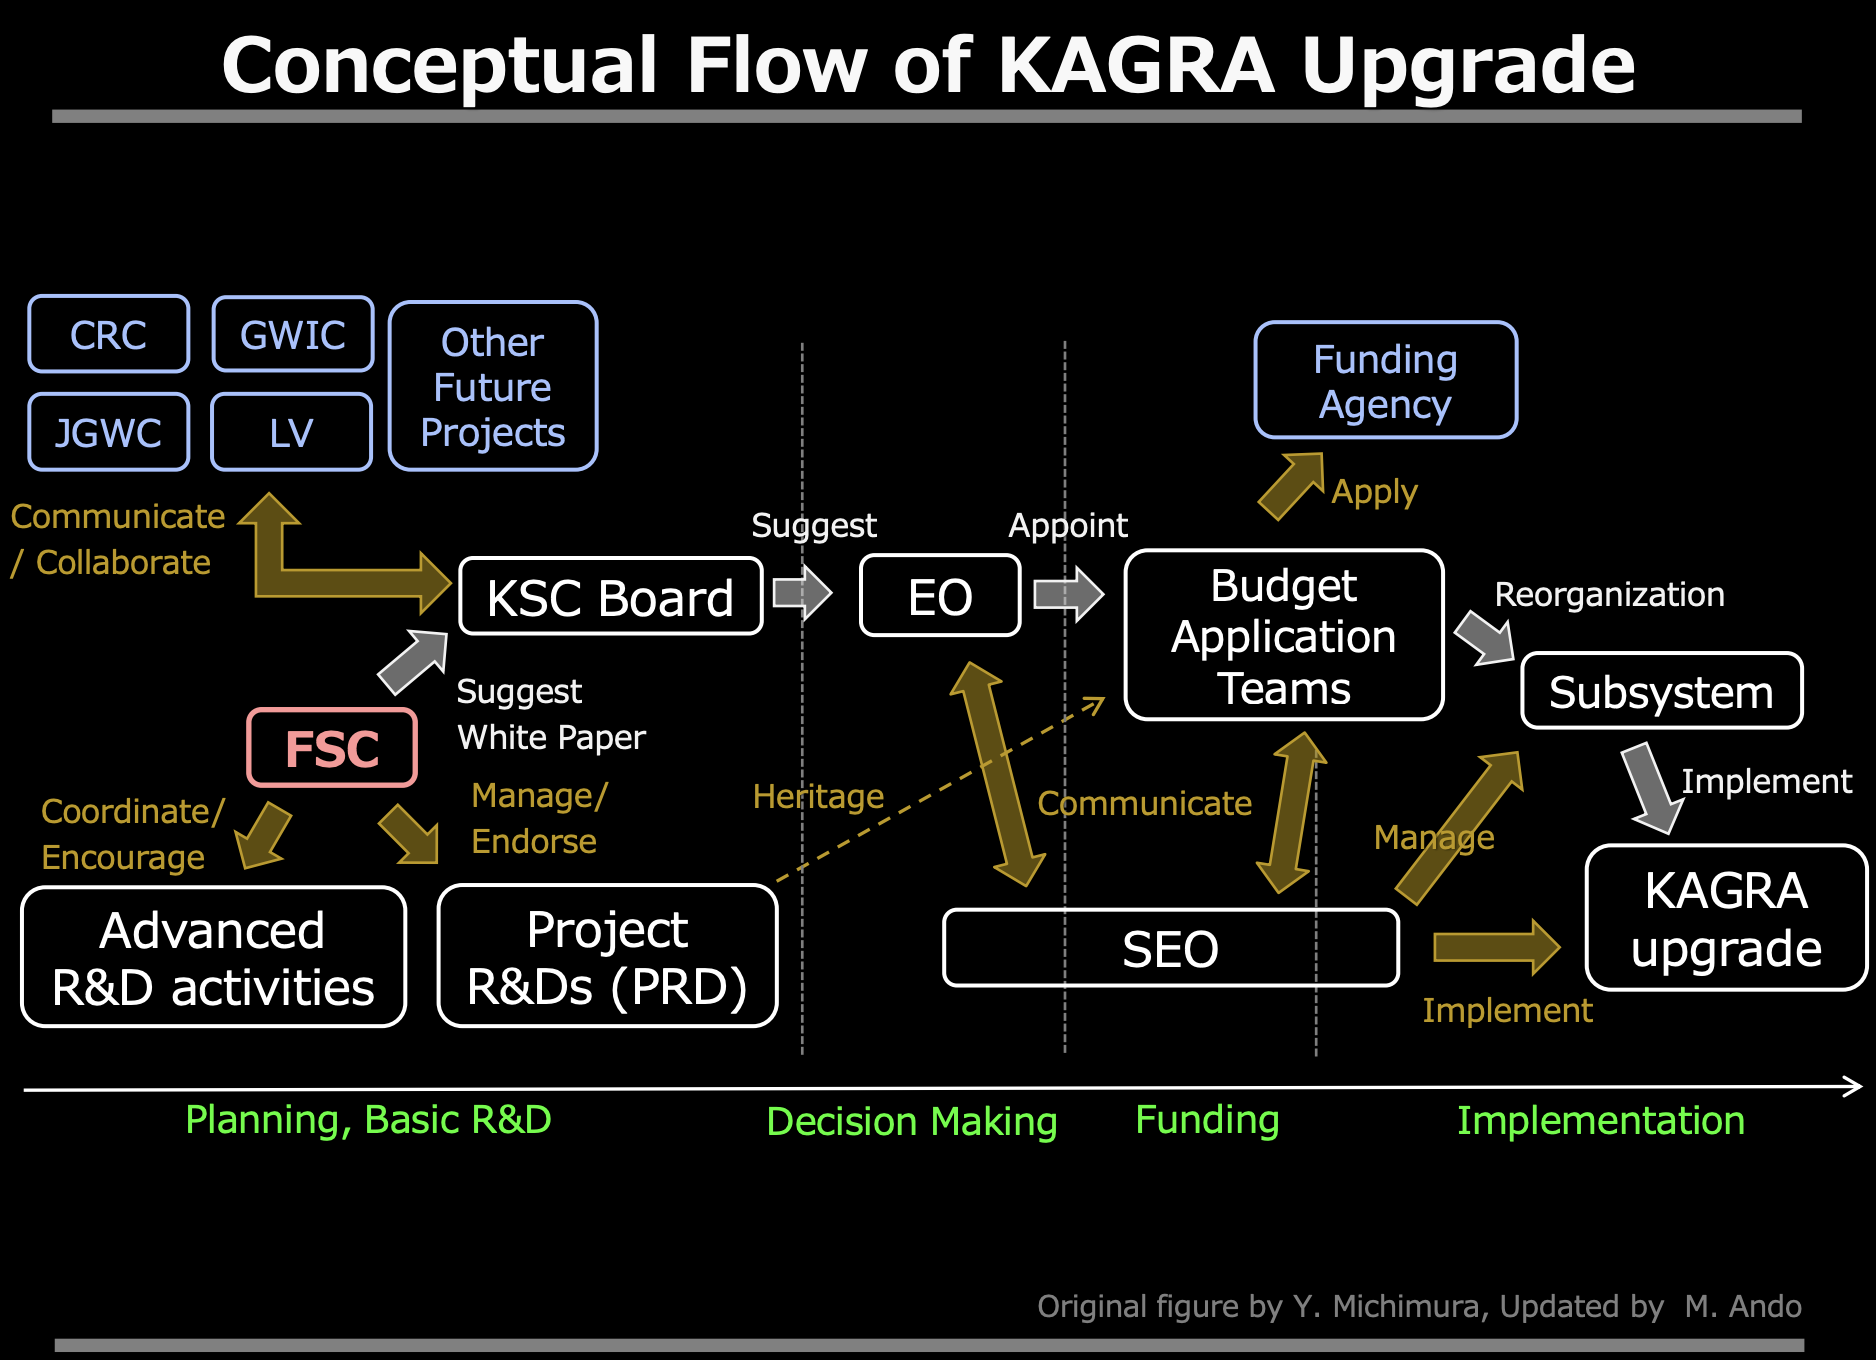 Conceptual Flow of KAGRA Upgrade
CRC
GWIC
Other
Future
Projects
JGWC
LV
Funding
Agency
Communicate
/ Collaborate
Apply
Suggest
Appoint
KSC Board
EO
Budget
Application
Teams
Reorganization
Subsystem
Suggest
White Paper
FSC
Coordinate/
Encourage
Manage/
Endorse
Heritage
Communicate
Manage
Implement
Advanced
R&D activities
Project
R&Ds (PRD)
SEO
KAGRA
upgrade
Implement
Planning, Basic R&D
Decision Making
Funding
Implementation
Original figure by Y. Michimura, Updated by  M. Ando